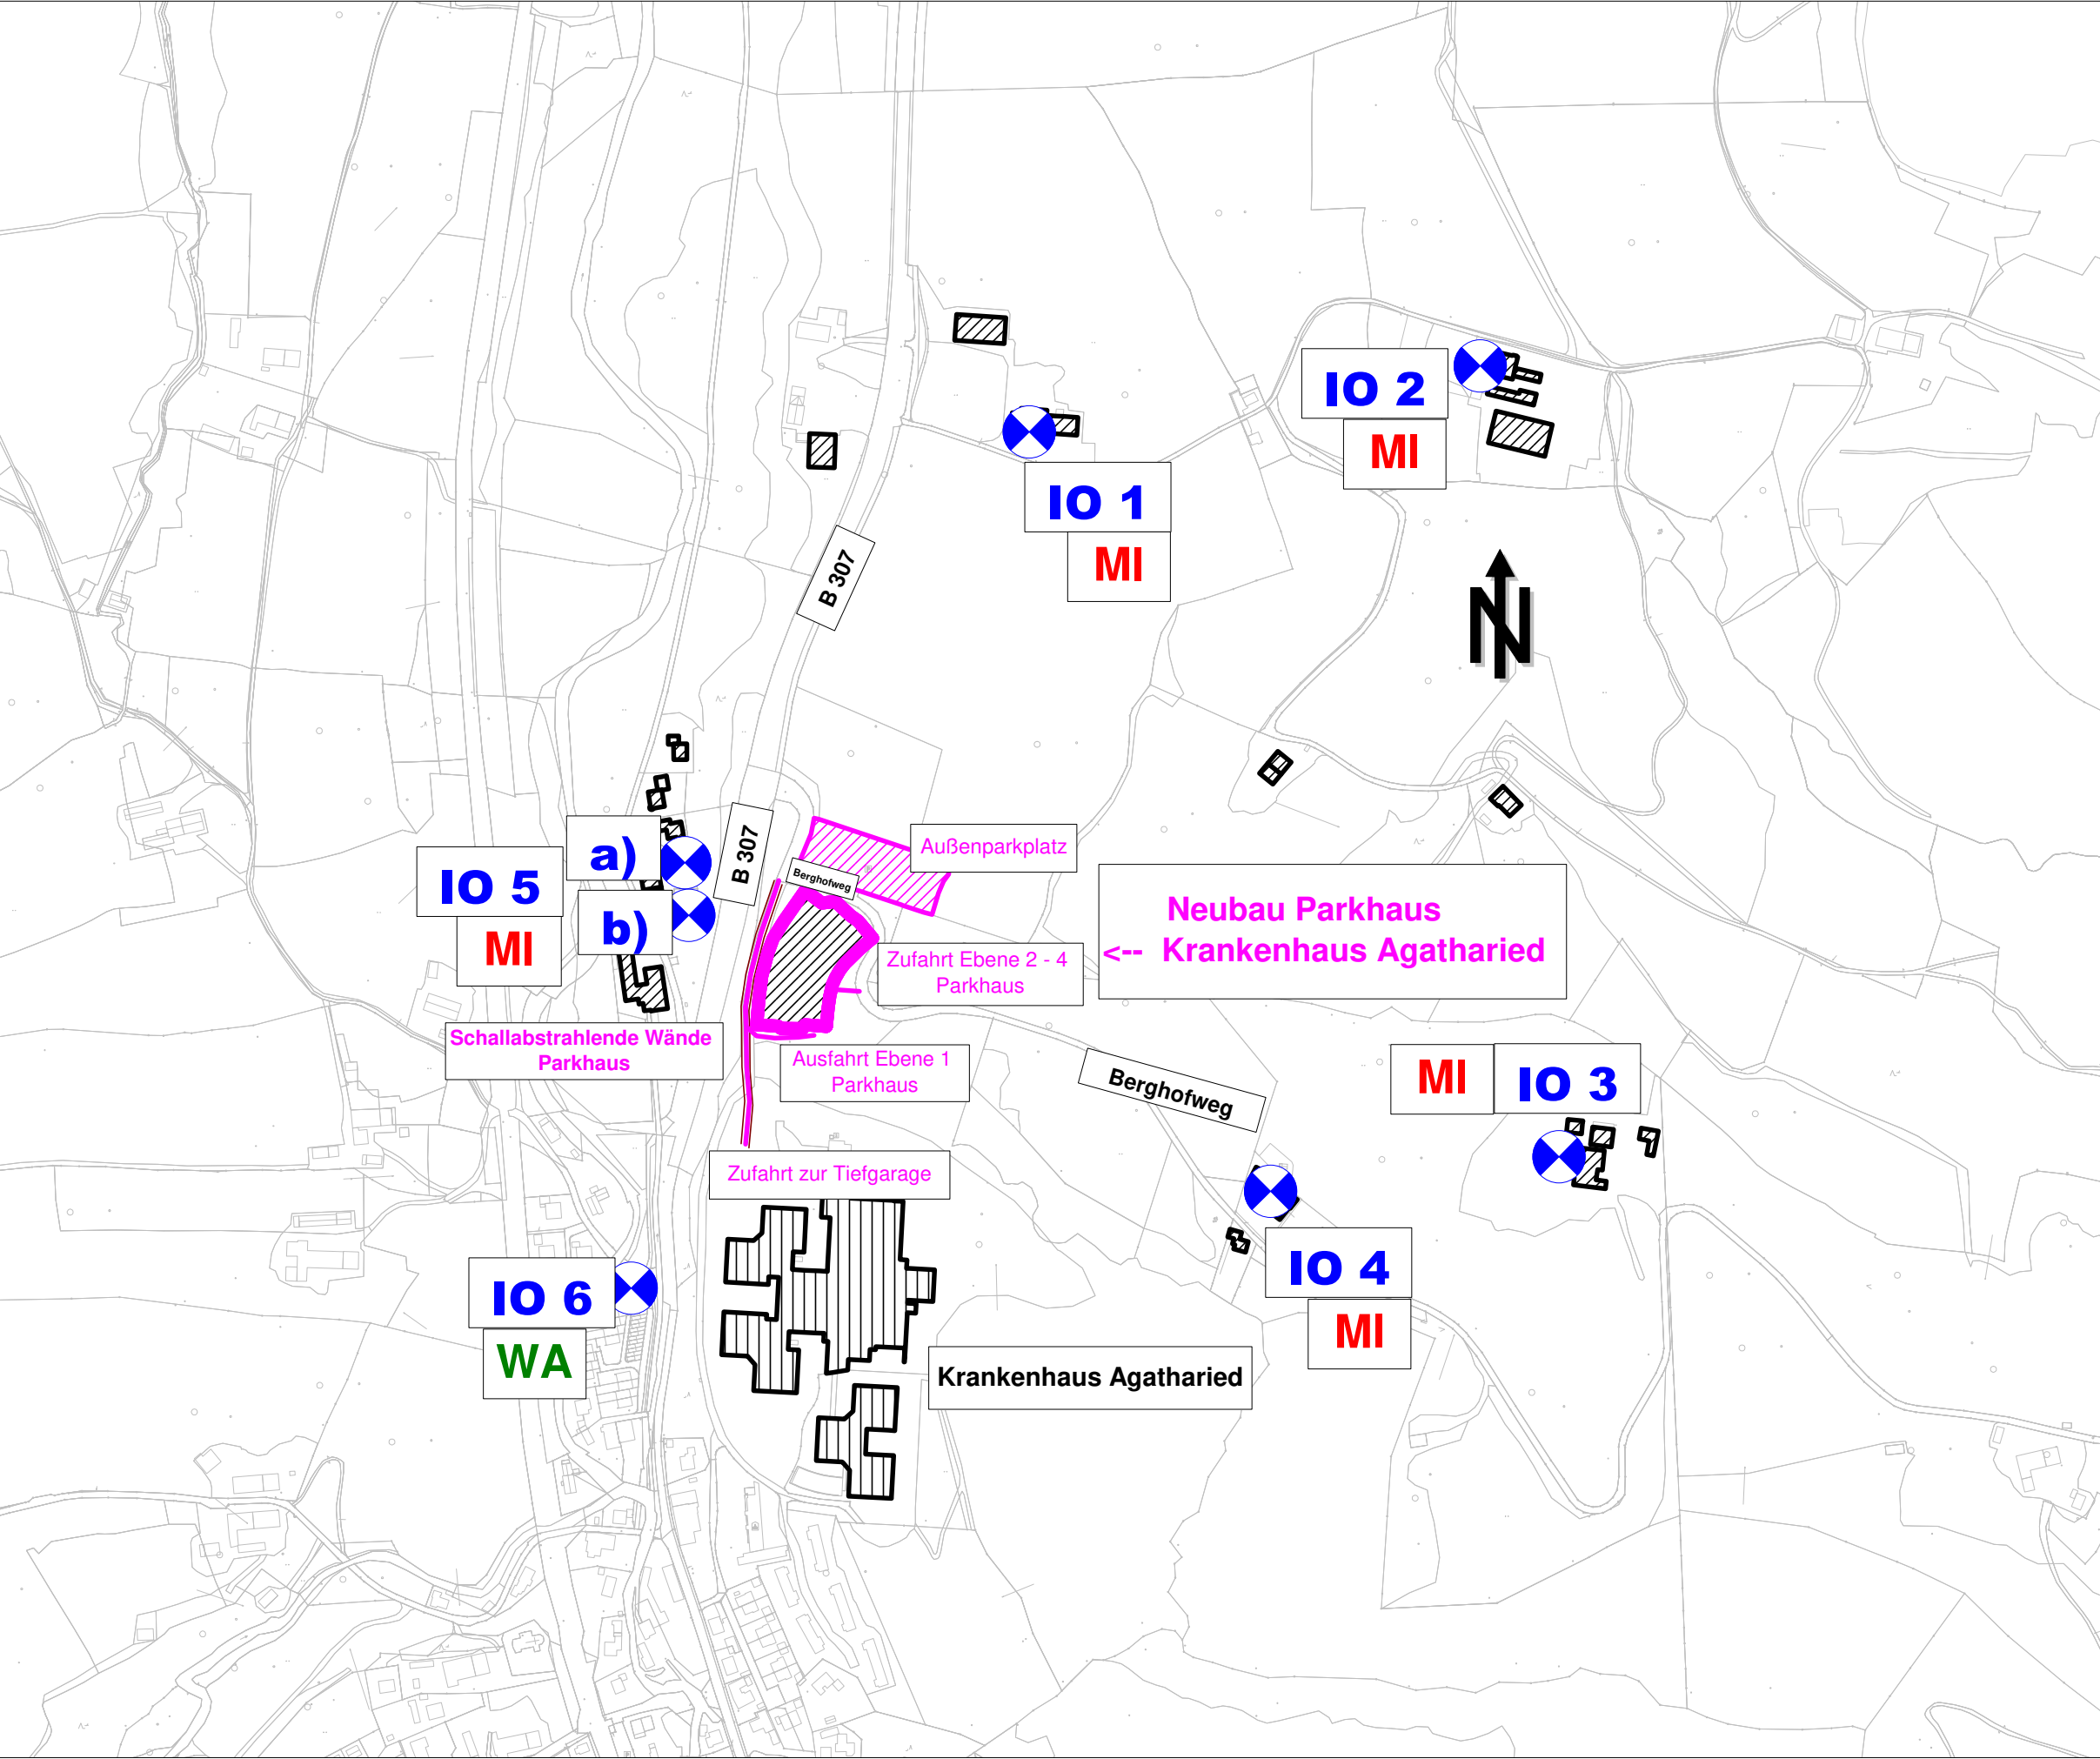 IO 2
MI
IO 1
MI
B 307
N
a)
IO 5
MI
b)
B 307
Außenparkplatz
Berghofweg
Neubau Parkhaus
<-- Krankenhaus Agatharied
Zufahrt Ebene 2 - 4
Parkhaus
Schallabstrahlende Wände
Parkhaus
Ausfahrt Ebene 1
Parkhaus
Berghofweg
MI
IO 3
Zufahrt zur Tiefgarage
IO 4
MI
IO 6
WA
Krankenhaus Agatharied